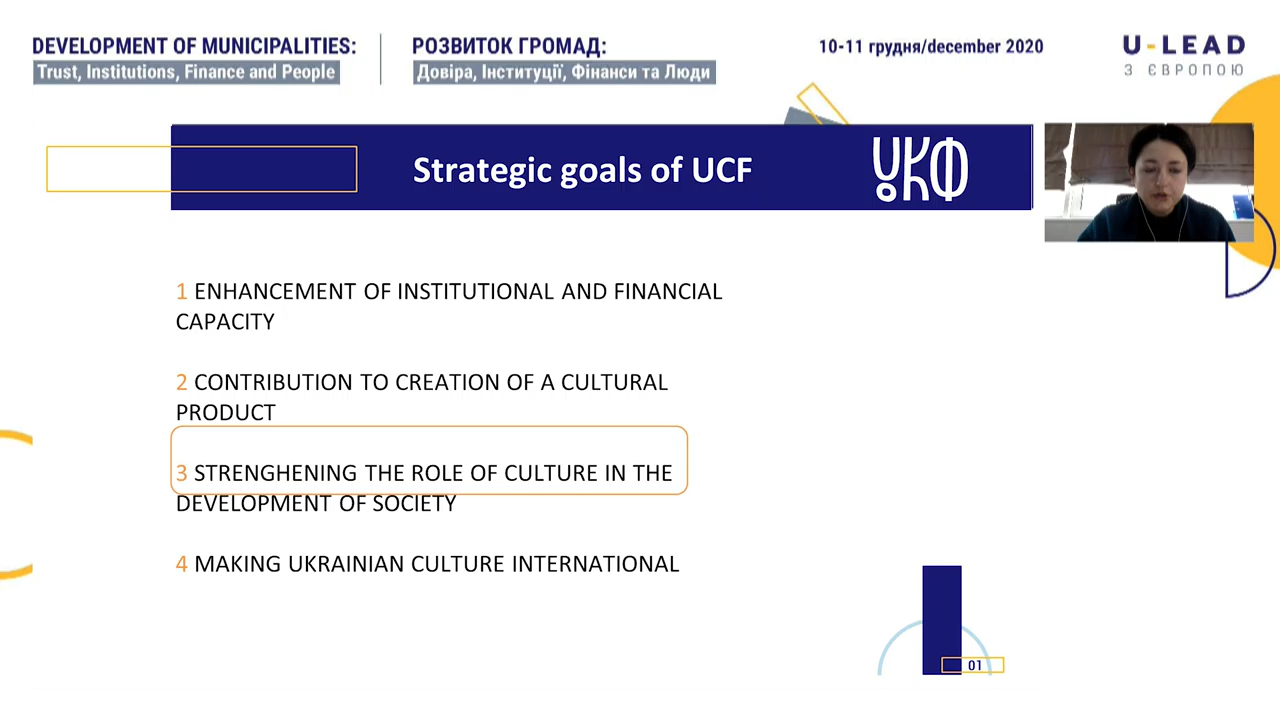 DEVELOPMENT OF MUNICIPALITIES:
Trust, Institutions, Finance and People
РОЗВИТОК ГРОМАД:
Довіра, Інституції, Фінанси та Люди
10-11 грудня/december 2020
U-LEAD
З ЄВРОПОЮ
Strategic goals of UCF
УКФ
1 ENHANCEMENT OF INSTITUTIONAL AND FINANCIAL
CAPACITY
2 CONTRIBUTION TO CREATION OF A CULTURAL
PRODUCT
3 STRENGHENING THE ROLE OF CULTURE IN THE
DEVELOPMENT OF SOCIETY
4 MAKING UKRAINIAN CULTURE INTERNATIONAL
01